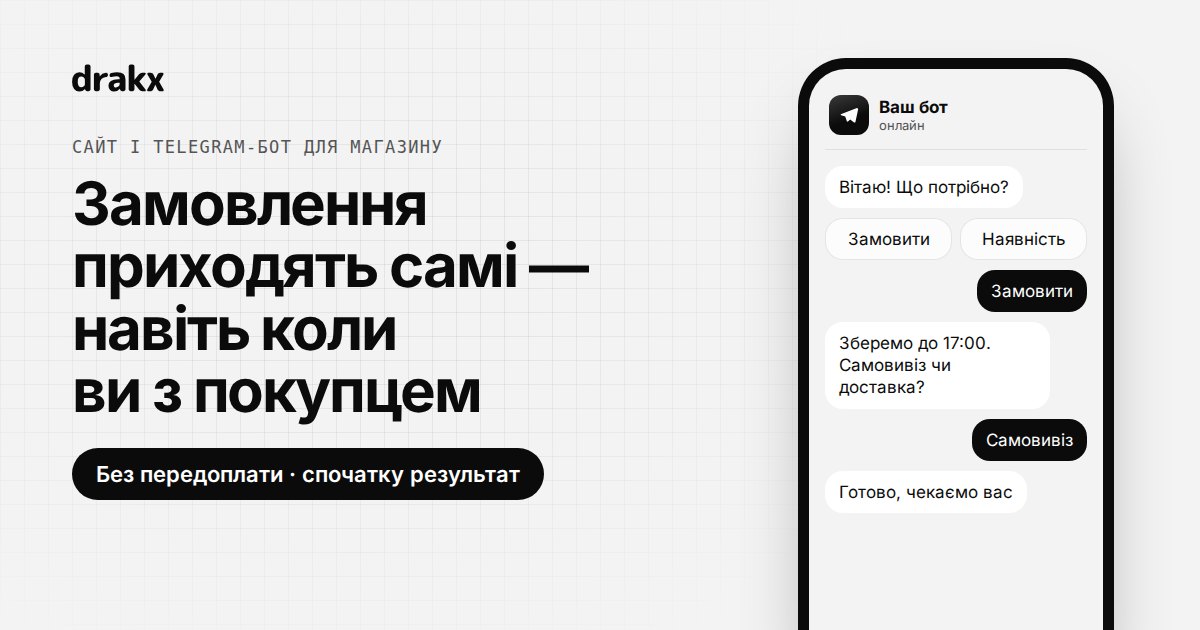 drakx
САЙТ І TELEGRAM-БОТ ДЛЯ МАГАЗИНУ
Замовлення
приходять самі —
навіть коли
ви з покупцем
Без передоплати · спочатку результат
Ваш бот
онлайн
Вітаю! Що потрібно?
Замовити
Наявність
Замовити
Зберемо до 17:00.
Самовивіз чи
доставка?
Самовивіз
Готово, чекаємо вас